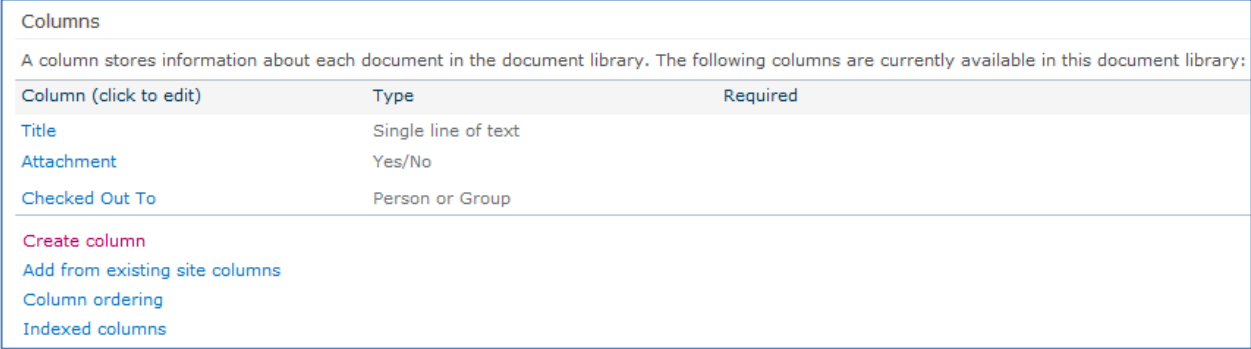 Columns
A column stores information about each document in the document library. The following columns are currently available in this document library:
Column (click to edit) Type Required
Title Single line of text
Attachment Yes/No
Checked Out To Person or Group
Create column
Add from existing site columns
Column ordering
Indexed columns